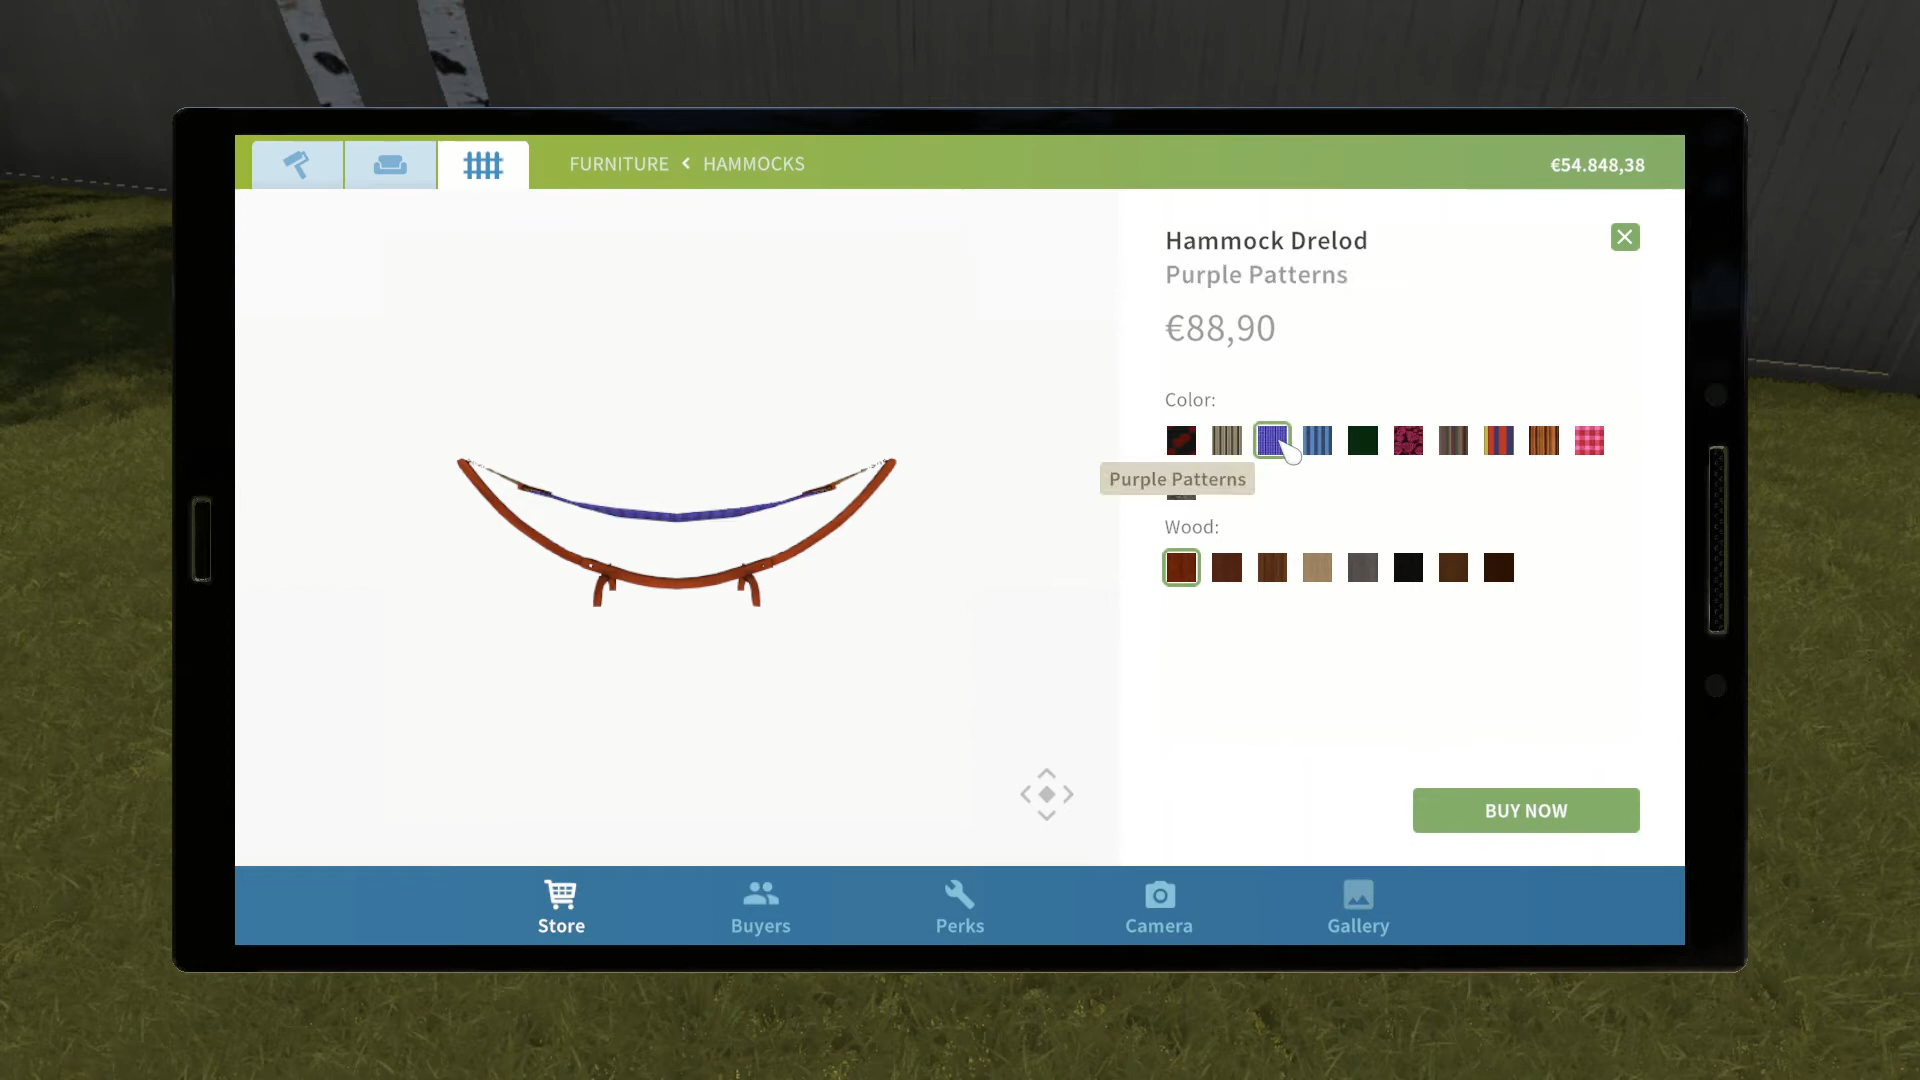 FURNITURE < HAMMOCKS
€54.848,38
Hammock Drelod
Purple Patterns
€88,90
Color:
Purple Patterns
Wood:
BUY NOW
Store
Buyers
Perks
Camera
Gallery